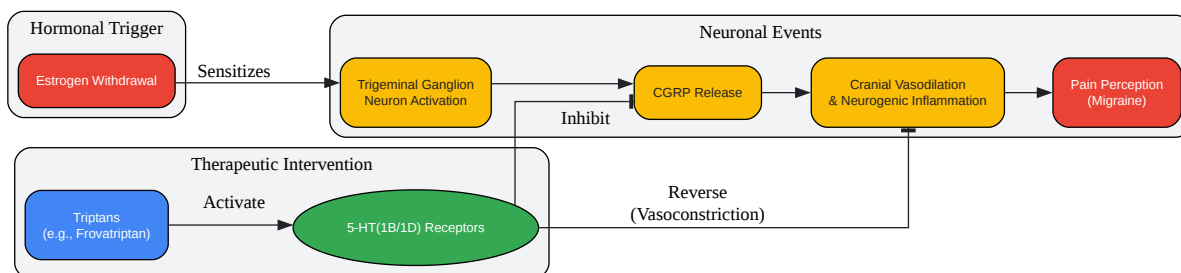 Hormonal Trigger
Estrogen Withdrawal
Sensitizes
Neuronal Events
Trigeminal Ganglion
Neuron Activation
CGRP Release
Cranial Vasodilation
& Neurogenic Inflammation
Pain Perception
(Migraine)
Inhibit
Therapeutic Intervention
Triptans
(e.g., Frovatriptan)
Activate
5-HT(1B/1D) Receptors
Reverse
(Vasoconstriction)